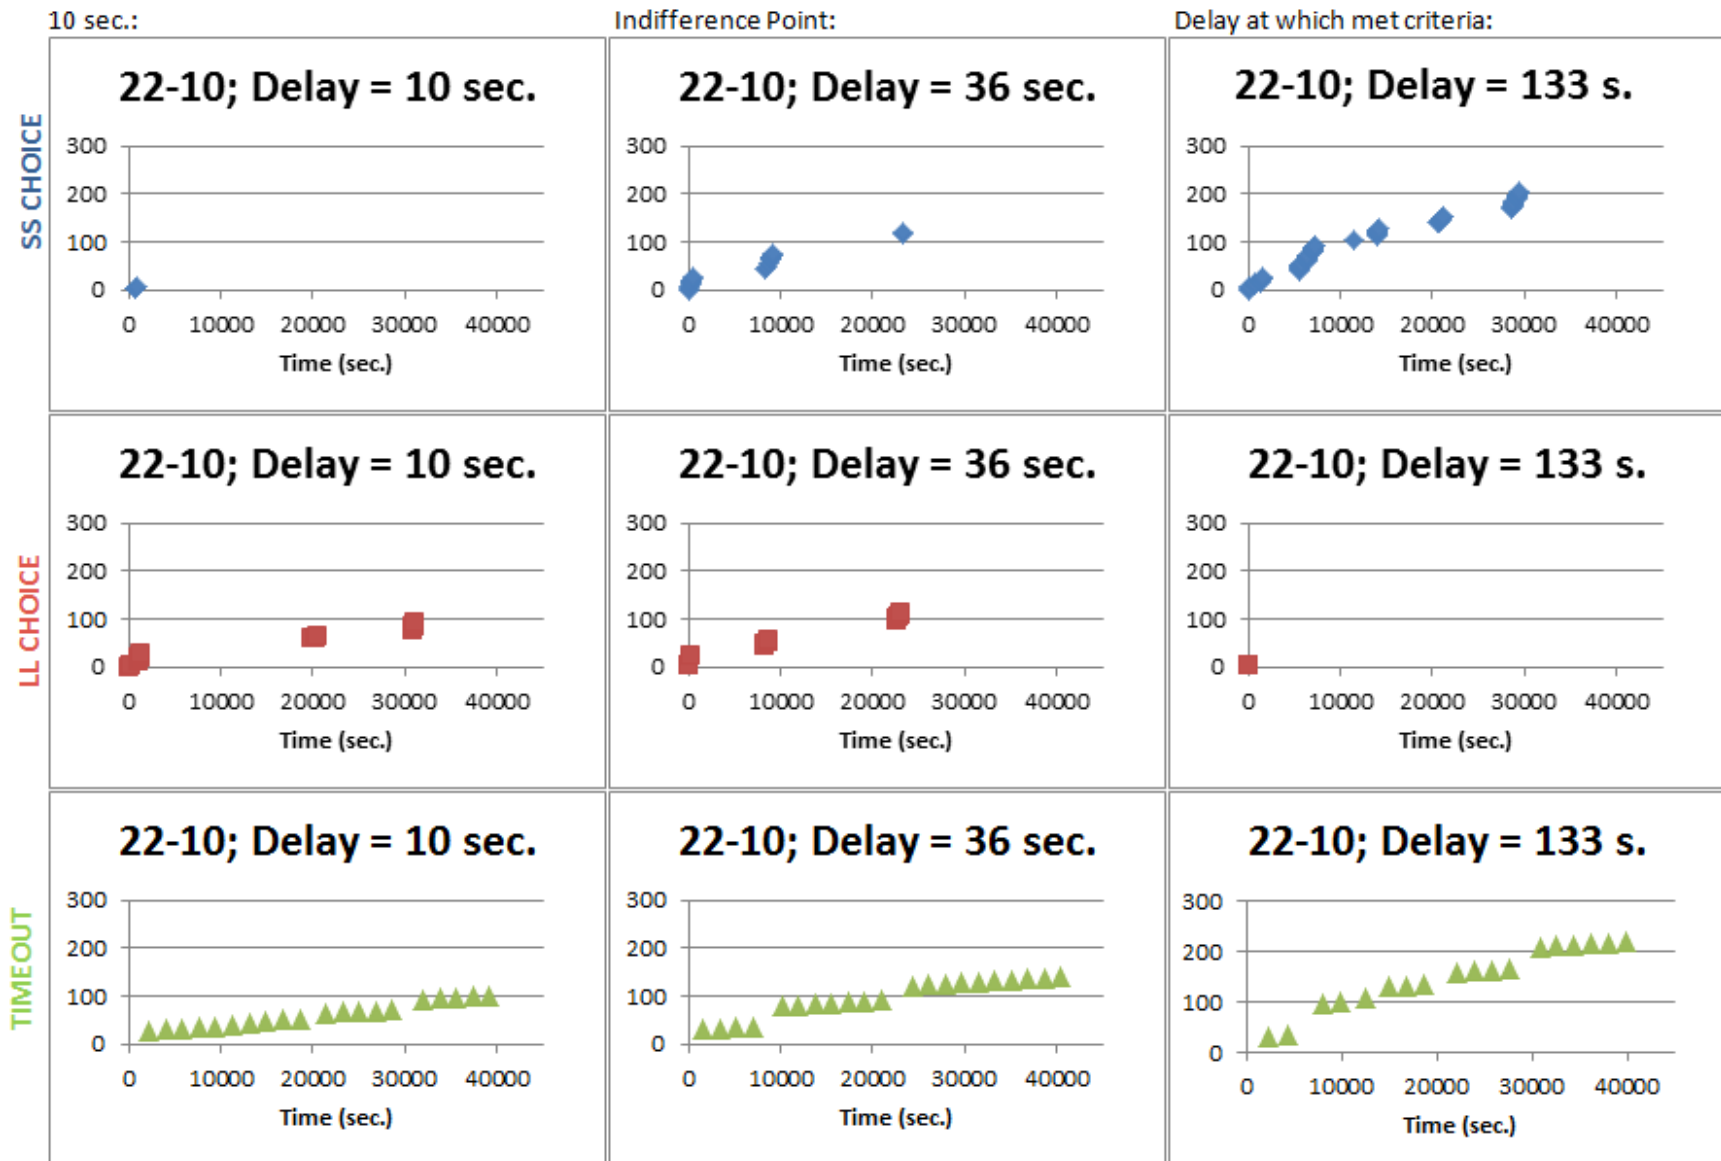 10 sec.:
Indifference Point:
Delay at which met criteria:
SS CHOICE
22-10; Delay = 10 sec.
300
200
100
0
0 10000 20000 30000 40000
Time (sec.)
22-10; Delay = 36 sec.
300
200
100
0
0 10000 20000 30000 40000
Time (sec.)
22-10; Delay = 133 s.
300
200
100
0
0 10000 20000 30000 40000
Time (sec.)
LL CHOICE
22-10; Delay = 10 sec.
300
200
100
0
0 10000 20000 30000 40000
Time (sec.)
22-10; Delay = 36 sec.
300
200
100
0
0 10000 20000 30000 40000
Time (sec.)
22-10; Delay = 133 s.
300
200
100
0
0 10000 20000 30000 40000
Time (sec.)
TIMEOUT
22-10; Delay = 10 sec.
300
200
100
0
0 10000 20000 30000 40000
Time (sec.)
22-10; Delay = 36 sec.
300
200
100
0
0 10000 20000 30000 40000
Time (sec.)
22-10; Delay = 133 s.
300
200
100
0
0 10000 20000 30000 40000
Time (sec.)